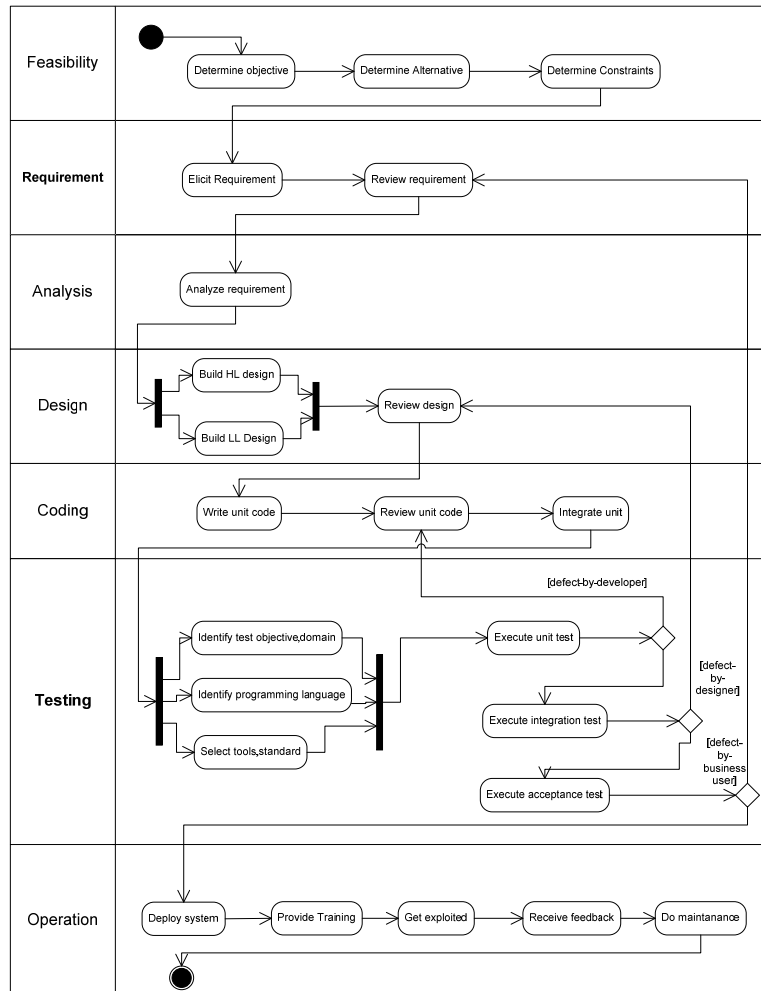 Feasibility
Determine objective
Determine Alternative
Determine Constraints
Requirement
Elicit Requirement
Review requirement
Analysis
Analyze requirement
Design
Build HL design
Build LL Design
Review design
Coding
Write unit code
Review unit code
Integrate unit
Testing
[defect-by-developer]
Identify test objective,domain
Execute unit test
Identify programming language
[defect-
by-
designer]
Execute integration test
Select tools,standard
[defect-
by-
business
user]
Execute acceptance test
Operation
Deploy system
Provide Training
Get exploited
Receive feedback
Do maintanance